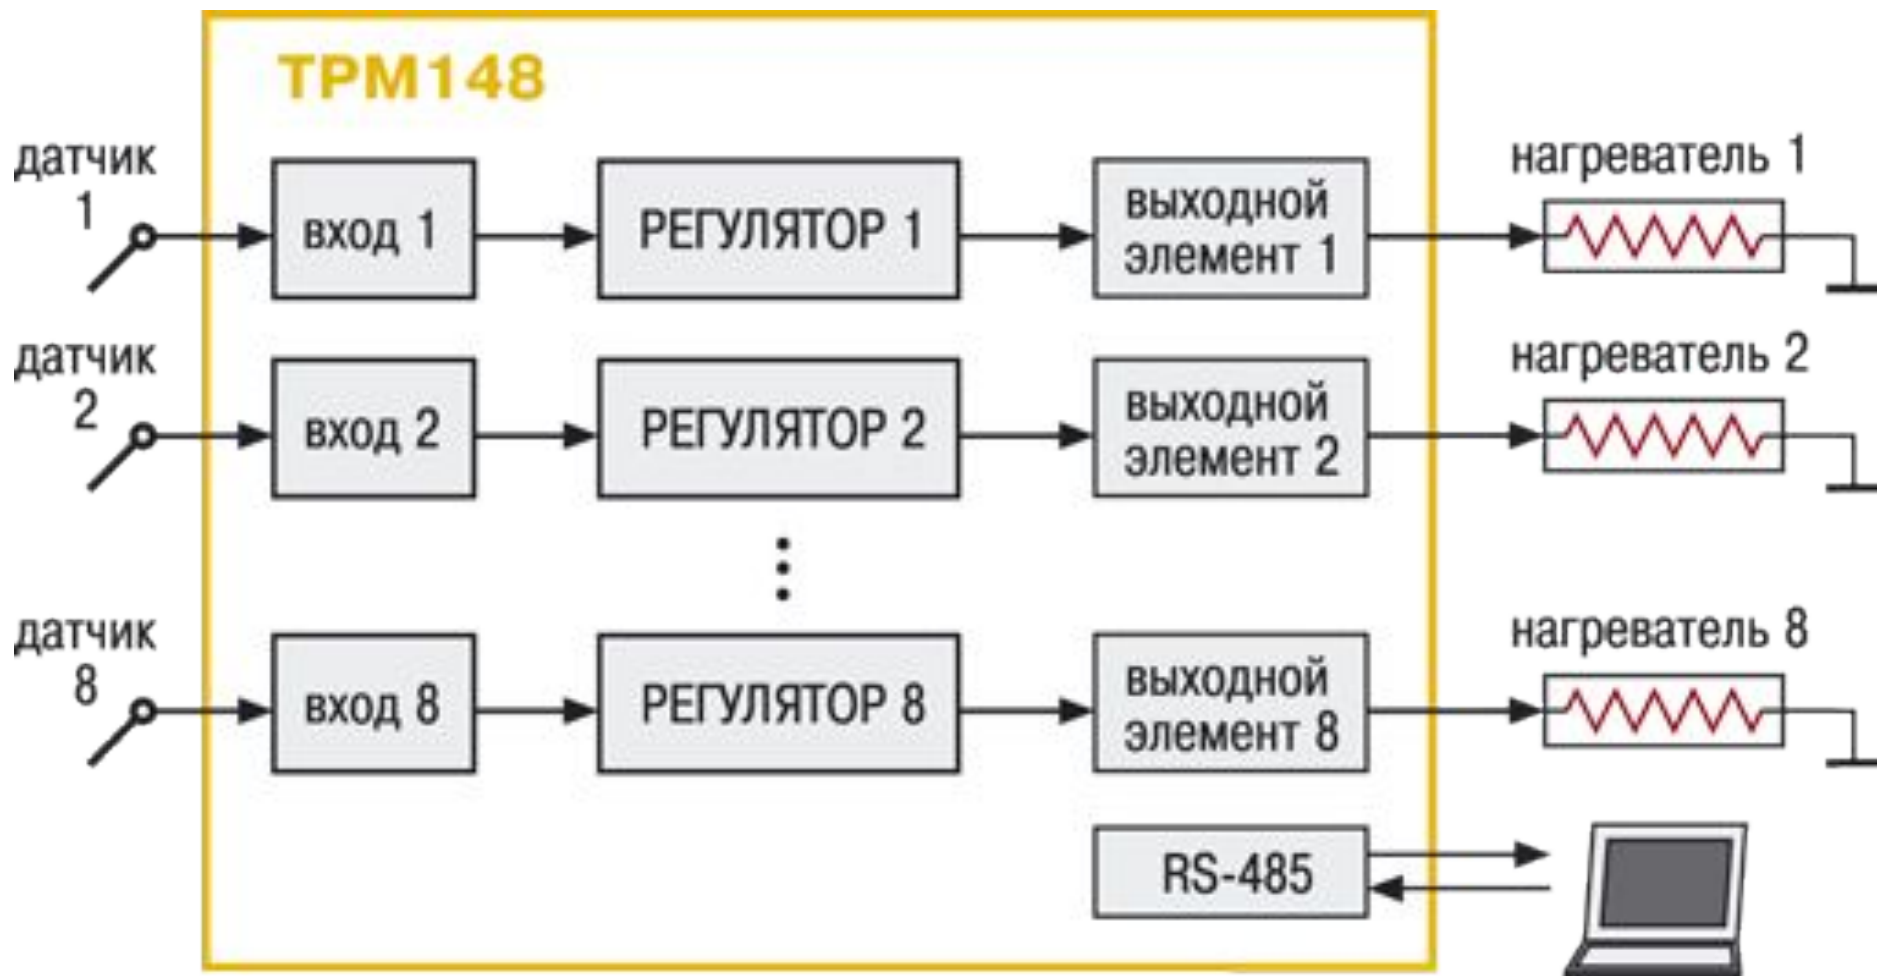 ТРМ148
датчик
1
вход 1
РЕГУЛЯТОР 1
выходной
элемент 1
нагреватель 1
датчик
2
вход 2
РЕГУЛЯТОР 2
выходной
элемент 2
нагреватель 2
датчик
8
вход 8
РЕГУЛЯТОР 8
выходной
элемент 8
нагреватель 8
RS-485